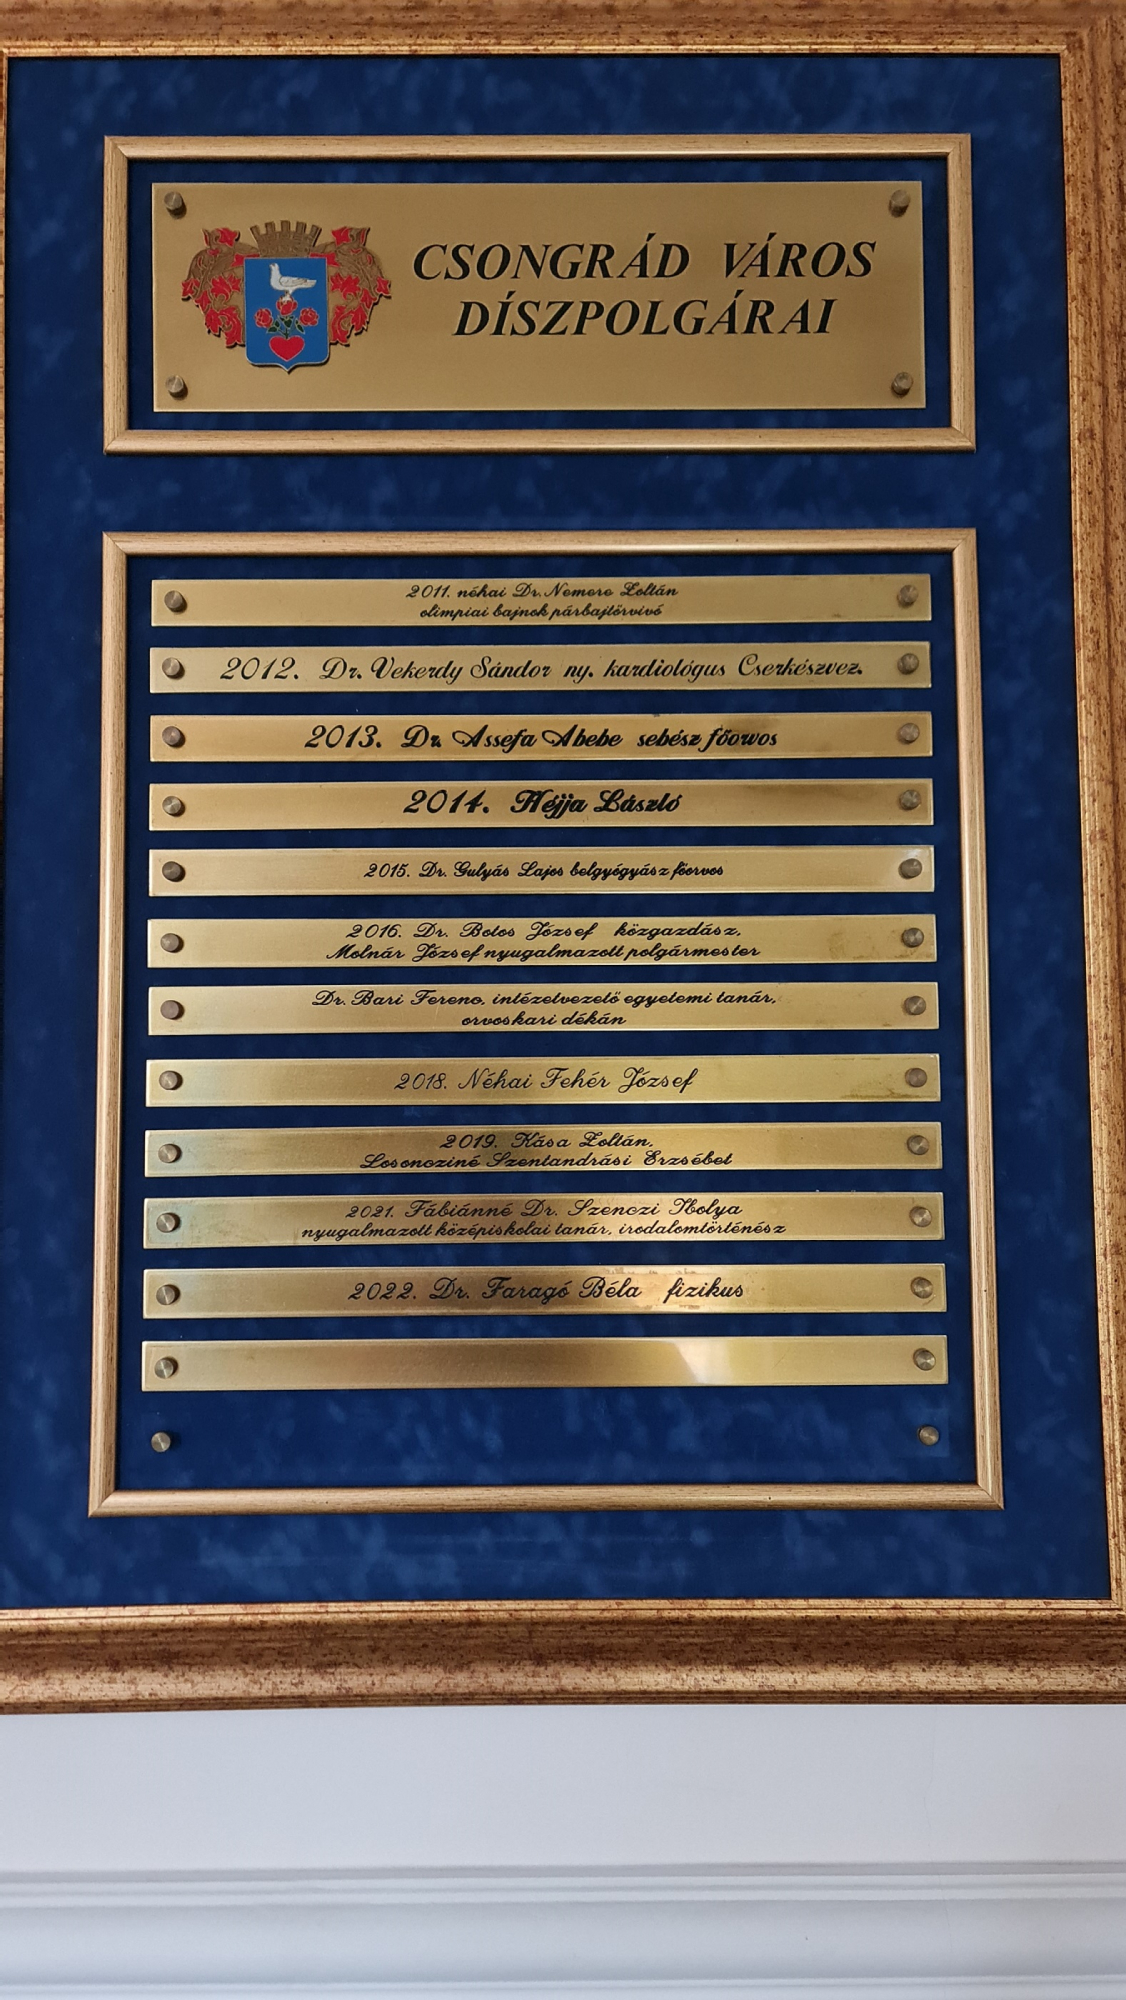 CSONGRÁD VÁROS
DÍSZPOLGÁRAI
2011. néhai Dr. Nemere Zoltán
olimpiai bajnok párbajtőrvívó
2012. Dr. Vekerdy Sándor ny. kardiológus Cserkészvez.
2013. Dr. Assefa Abebe sebész főorvos
2014. Héjja László
2015. Dr. Gulyás Lajos belgyógyász főorvos
2016. Dr. Botos József közgazdász,
Molnár József nyugalmazott polgármester
Dr. Bari Ferenc, intézetvezető egyetemi tanár,
orvoskari dékán
2018. Néhai Fehér József
2019. Kása Zoltán,
Losoncziné Szentandrási Erzsébet
2021. Fábiánné Dr. Szenczi Ibolya
nyugalmazott középiskolai tanár, irodalomtörténész
2022. Dr. Faragó Béla fizikus